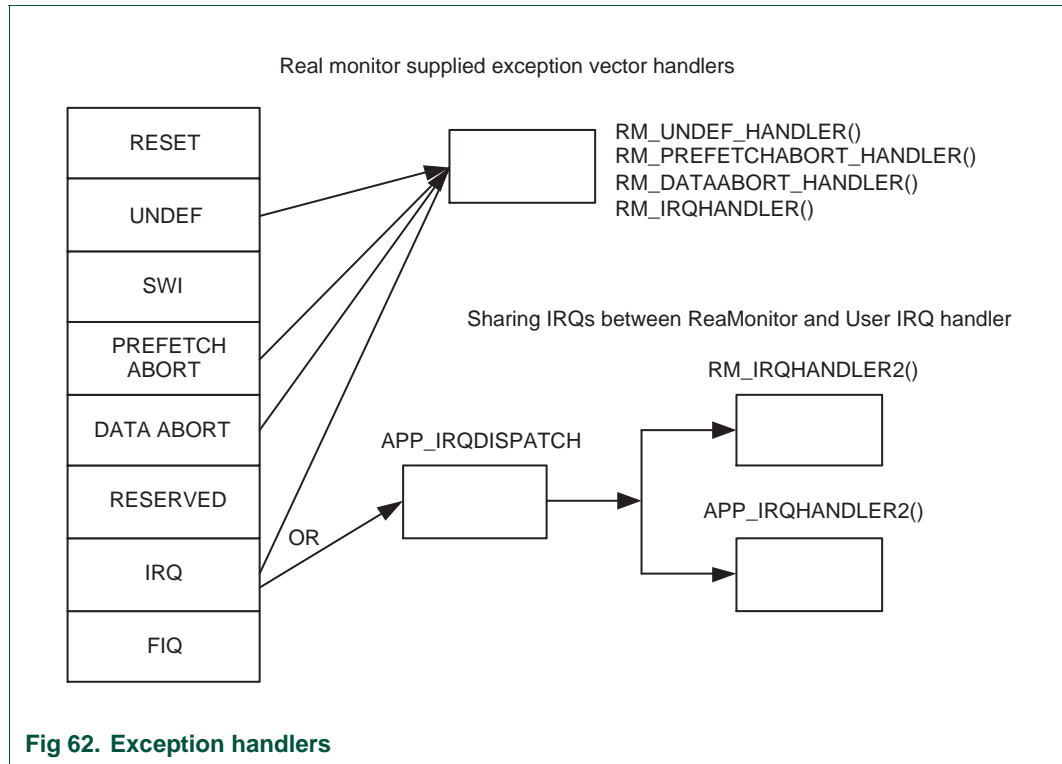 Real monitor supplied exception vector handlers
RESET
UNDEF
SWI
PREFETCH
ABORT
DATA ABORT
RESERVED
IRQ
FIQ
RM_UNDEF_HANDLER()
RM_PREFETCHABORT_HANDLER()
RM_DATAABORT_HANDLER()
RM_IRQHANDLER()
Sharing IRQs between ReaMonitor and User IRQ handler
RM_IRQHANDLER2()
APP_IRQDISPATCH
APP_IRQHANDLER2()
OR
Fig 62. Exception handlers